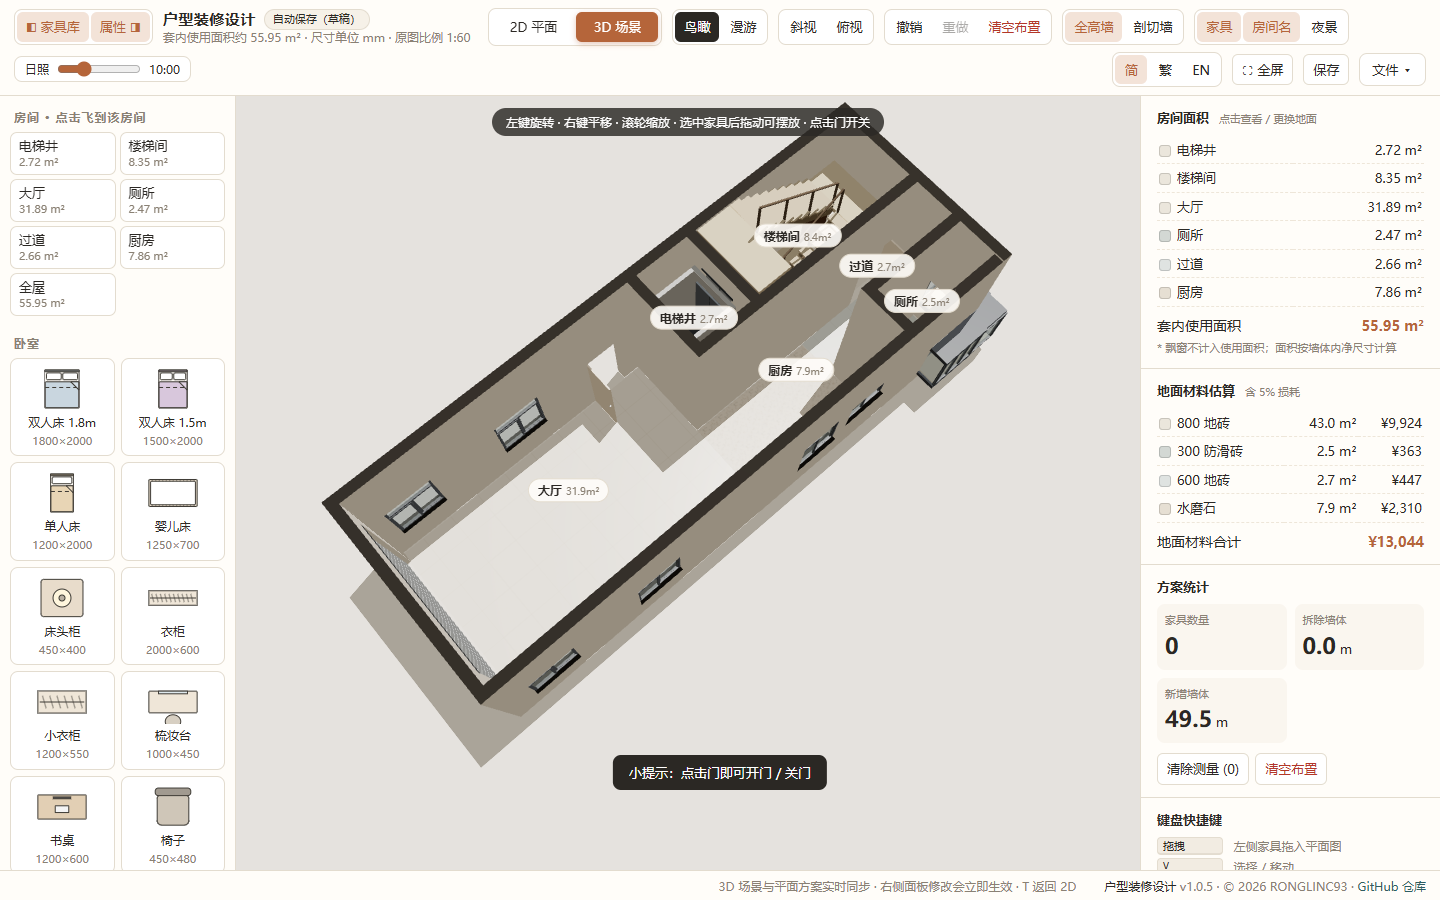 家具库
属性
户型装修设计
自动保存（草稿）
套内使用面积约 55.95 m² · 尺寸单位 mm · 原图比例 1:60
2D 平面
3D 场景
鸟瞰
漫游
斜视
俯视
撤销
重做
清空布置
全高墙
剖切墙
家具
房间名
夜景
日照
10:00
简
繁
EN
全屏
保存
文件
房间 • 点击飞到该房间
电梯井
2.72 m²
楼梯间
8.35 m²
大厅
31.89 m²
厕所
2.47 m²
过道
2.66 m²
厨房
7.86 m²
全屋
55.95 m²
卧室
双人床 1.8m
1800×2000
双人床 1.5m
1500×2000
单人床
1200×2000
婴儿床
1250×700
床头柜
450×400
衣柜
2000×600
小衣柜
1200×550
梳妆台
1000×450
书桌
1200×600
椅子
450×480
左键旋转 · 右键平移 · 滚轮缩放 · 选中家具后拖动可摆放 · 点击门开关
楼梯间 8.4m²
过道 2.7m²
厕所 2.5m²
电梯井 2.7m²
厨房 7.9m²
大厅 31.9m²
小提示：点击门即可开门 / 关门
房间面积 点击查看 / 更换地面
电梯井 2.72 m²
楼梯间 8.35 m²
大厅 31.89 m²
厕所 2.47 m²
过道 2.66 m²
厨房 7.86 m²
套内使用面积 55.95 m²
* 飘窗不计入使用面积；面积按墙体内净尺寸计算
地面材料估算 含 5% 损耗
800 地砖 43.0 m² ¥9,924
300 防滑砖 2.5 m² ¥363
600 地砖 2.7 m² ¥447
水磨石 7.9 m² ¥2,310
地面材料合计 ¥13,044
方案统计
家具数量
0
拆除墙体
0.0 m
新增墙体
49.5 m
清除测量 (0)
清空布置
键盘快捷键
拖拽 左侧家具拖入平面图
V 选择 / 移动
3D 场景与平面方案实时同步 · 右侧面板修改会立即生效 · T 返回 2D
户型装修设计 v1.0.5 · © 2026 RONGLINC93 · GitHub 仓库